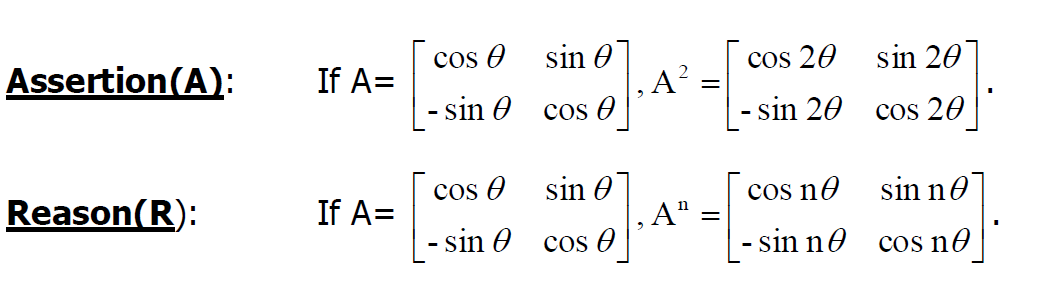 Assertion(A): If A= [cos θ sin θ; - sin θ cos θ], A² = [cos 2θ sin 2θ; - sin 2θ cos 2θ].
Reason(R): If A= [cos θ sin θ; - sin θ cos θ], Aⁿ = [cos nθ sin nθ; - sin nθ cos nθ].